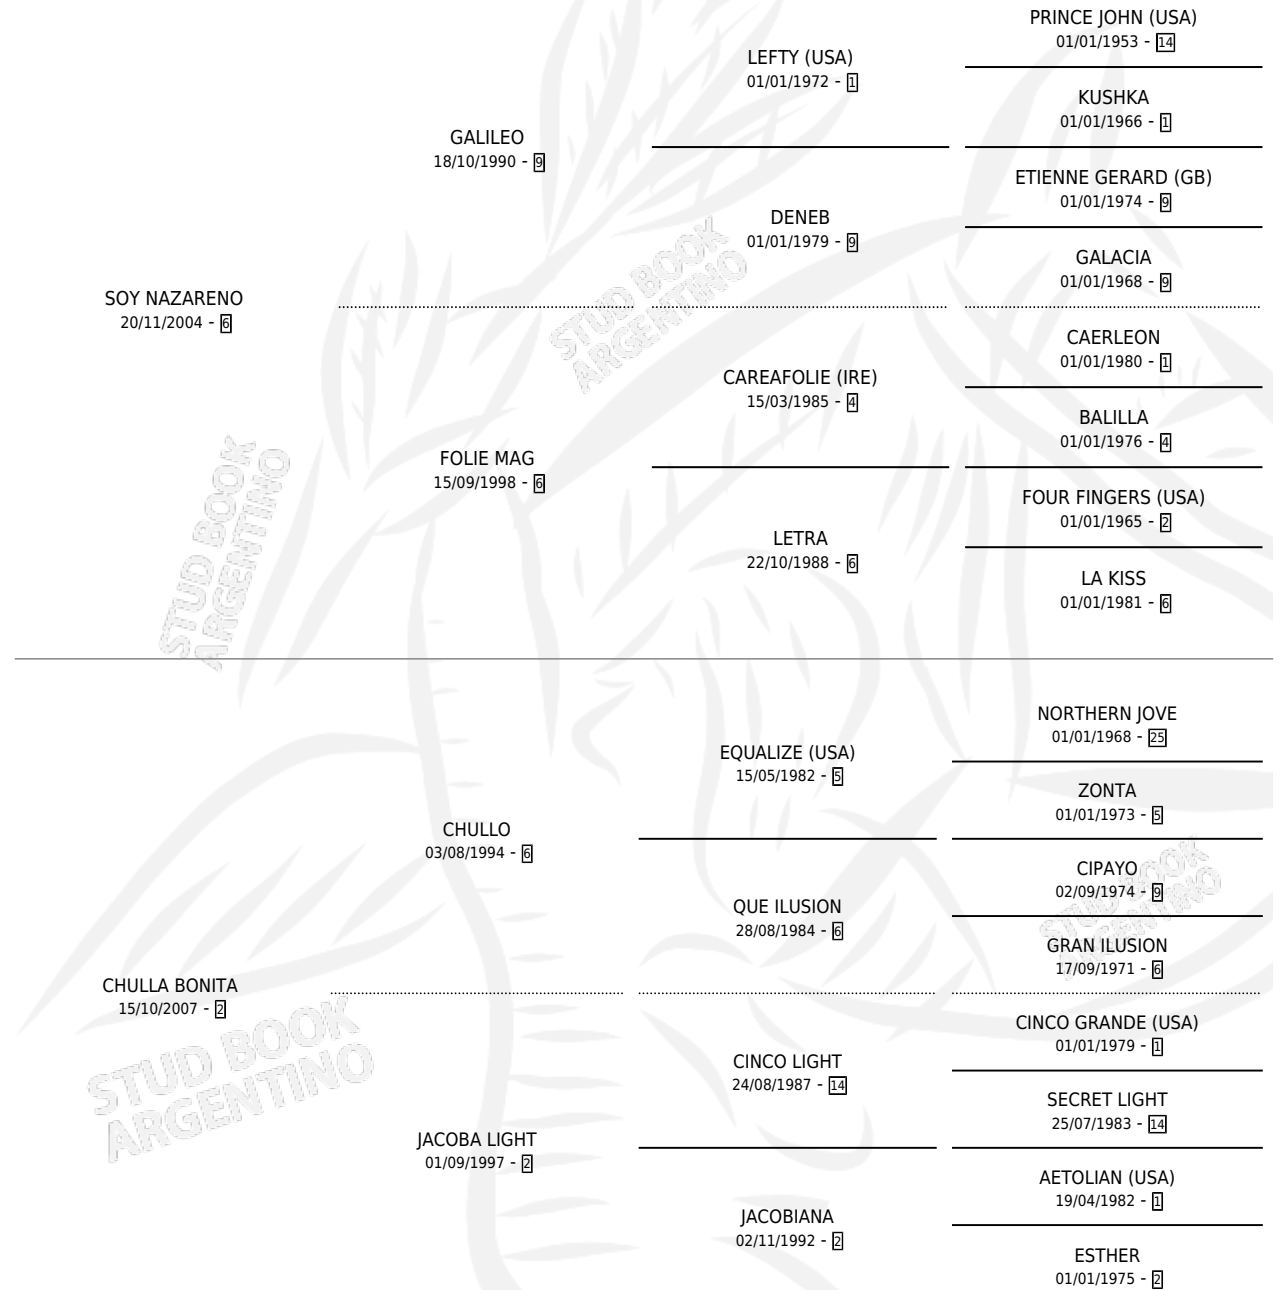 PRINCE JOHN (USA)
01/01/1953 - 14
LEFTY (USA)
01/01/1972 - 1
KUSHKA
01/01/1966 - 1
GALILEO
18/10/1990 - 9
ETIENNE GERARD (GB)
01/01/1974 - 9
DENEB
01/01/1979 - 9
GALACIA
01/01/1968 - 9
SOY NAZARENO
20/11/2004 - 6
CAERLEON
01/01/1980 - 1
CAREAFOLIE (IRE)
15/03/1985 - 4
BALILLA
01/01/1976 - 4
FOLIE MAG
15/09/1998 - 6
FOUR FINGERS (USA)
01/01/1965 - 2
LETRA
22/10/1988 - 6
LA KISS
01/01/1981 - 6
STUD BOOK
ARGENTINO
STUD BOOK
ARGENTINO
NORTHERN JOVE
01/01/1968 - 25
EQUALIZE (USA)
15/05/1982 - 5
ZONTA
01/01/1973 - 5
CHULLO
03/08/1994 - 6
CIPAYO
02/09/1974 - 9
QUE ILUSION
28/08/1984 - 6
GRAN ILUSION
17/09/1971 - 6
STUD BOOK
ARGENTINO
CHULLA BONITA
15/10/2007 - 2
CINCO GRANDE (USA)
01/01/1979 - 1
CINCO LIGHT
24/08/1987 - 14
SECRET LIGHT
25/07/1983 - 14
JACOBA LIGHT
01/09/1997 - 2
AETOLIAN (USA)
19/04/1982 - 1
JACOBIANA
02/11/1992 - 2
ESTHER
01/01/1975 - 2
STUD BOOK
ARGENTINO